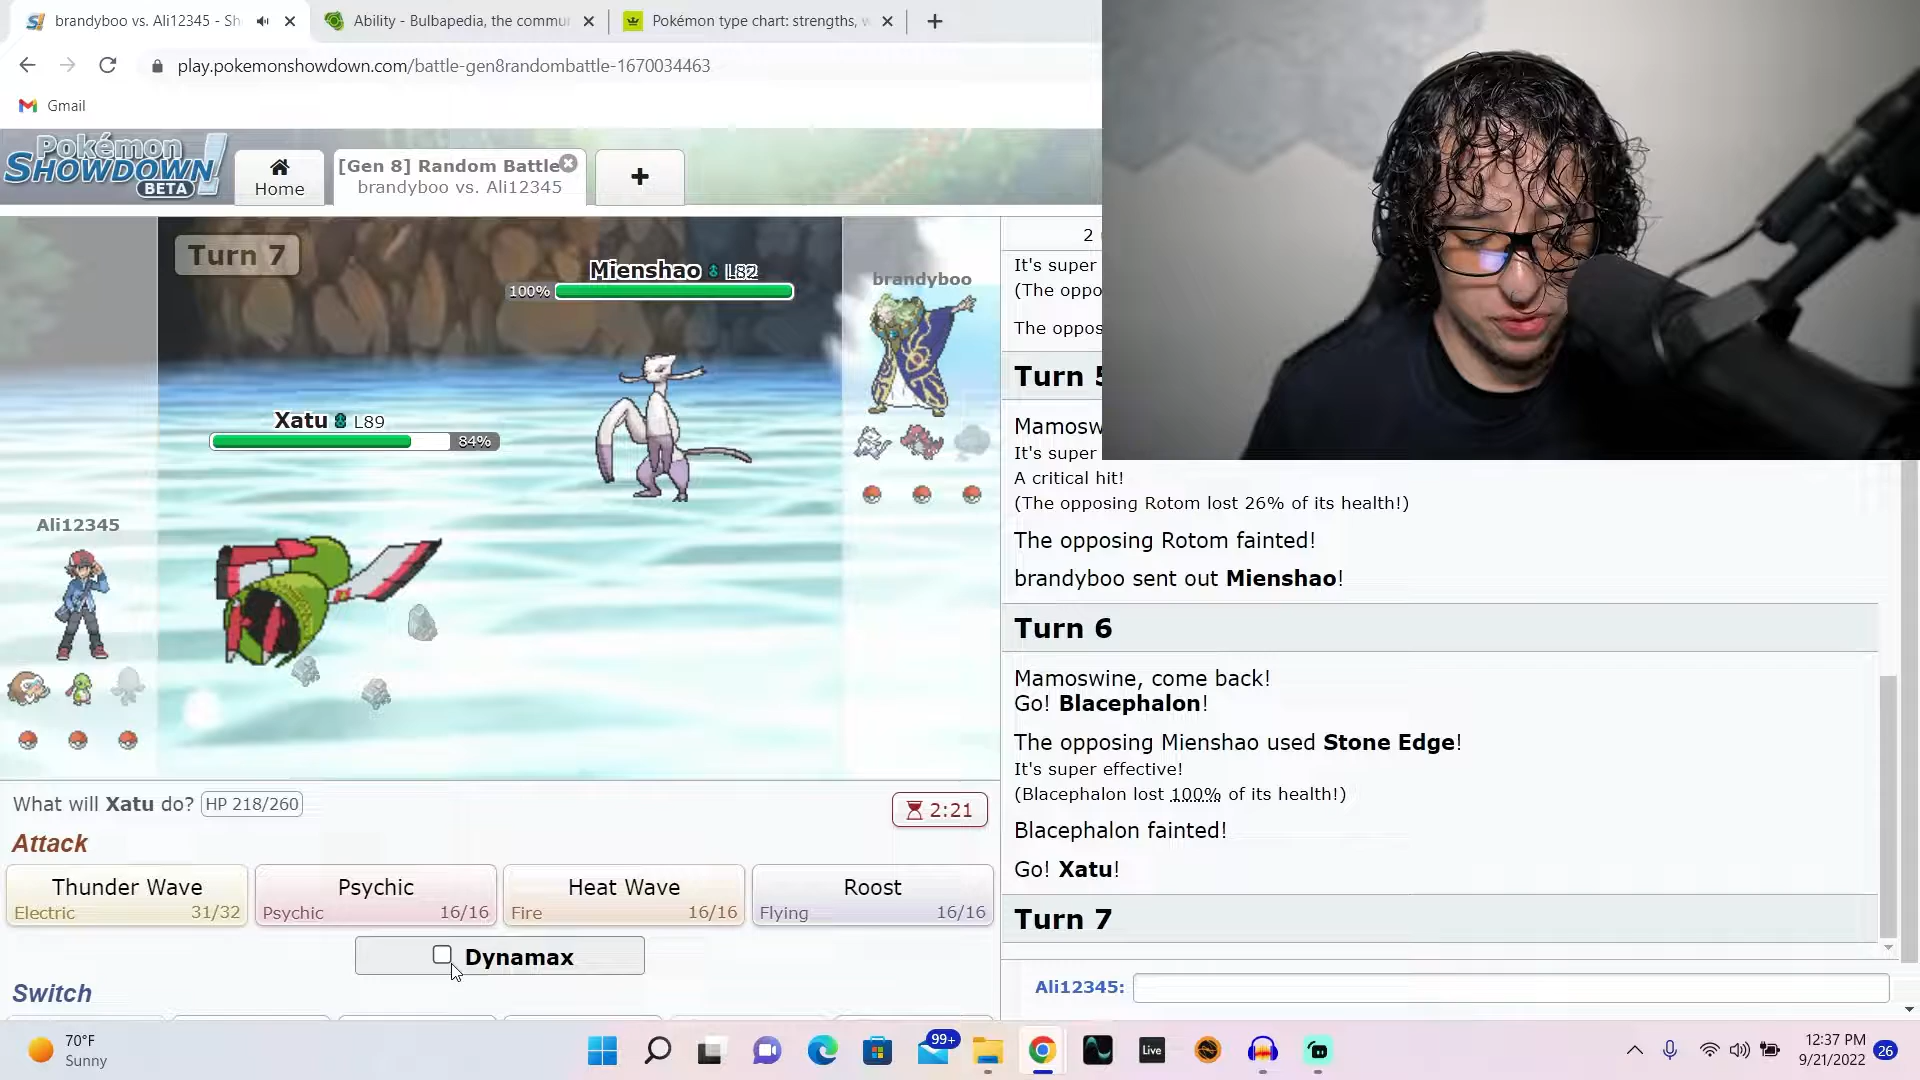 brandyboo vs. Ali12345 - Sh
Ability - Bulbapedia, the commu
Pokémon type chart: strengths, w
play.pokemonshowdown.com/battle-gen8randombattle-1670034463
Gmail
Pokémon
SHOWDOWN!
BETA
Home
[Gen 8] Random Battle
brandyboo vs. Ali12345
+
Turn 7
Mienshao L82
100%
Xatu L89
84%
brandyboo
Ali12345
2
It's super
(The oppo
The oppos
Turn 5
Mamosw
It's super
A critical hit!
(The opposing Rotom lost 26% of its health!)
The opposing Rotom fainted!
brandyboo sent out Mienshao!
Turn 6
Mamoswine, come back!
Go! Blacephalon!
The opposing Mienshao used Stone Edge!
It's super effective!
(Blacephalon lost 100% of its health!)
Blacephalon fainted!
Go! Xatu!
Turn 7
Ali12345:
What will Xatu do? HP 218/260
2:21
Attack
Thunder Wave
Electric 31/32
Psychic
Psychic 16/16
Heat Wave
Fire 16/16
Roost
Flying 16/16
Dynamax
Switch
70°F
Sunny
99+
Live
12:37 PM
9/21/2022
26